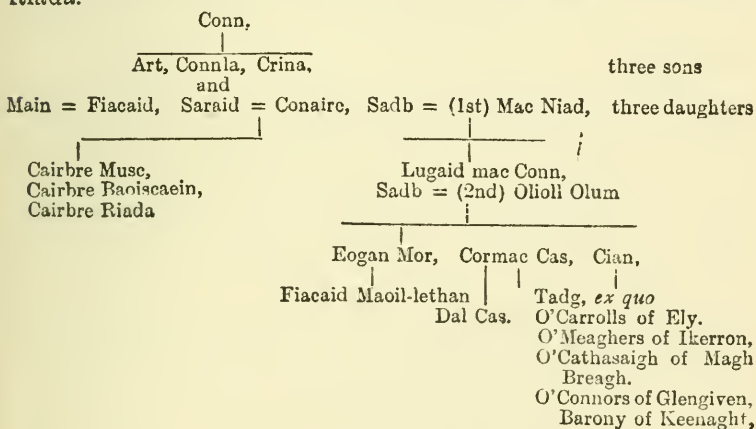 Conn,
Art, Connla, Crina, three sons
and
Main = Fiacaid, Saraid = Conairc, Sadb = (1st) Mac Niad, three daughters
Cairbre Musc,
Cairbre Baoiscaein,
Cairbre Riada
Lugaid mac Conn,
Sadb = (2nd) Olioli Olum
Eogan Mor, Cormac Cas, Cian,
Fiacaid Maoil-lethan
Dal Cas.
Tadg, ex quo
O'Carrolls of Ely.
O'Meaghers of Ikerron,
O'Cathasaigh of Magh
Breagh.
O'Connors of Glengiven,
Barony of Keenaght,